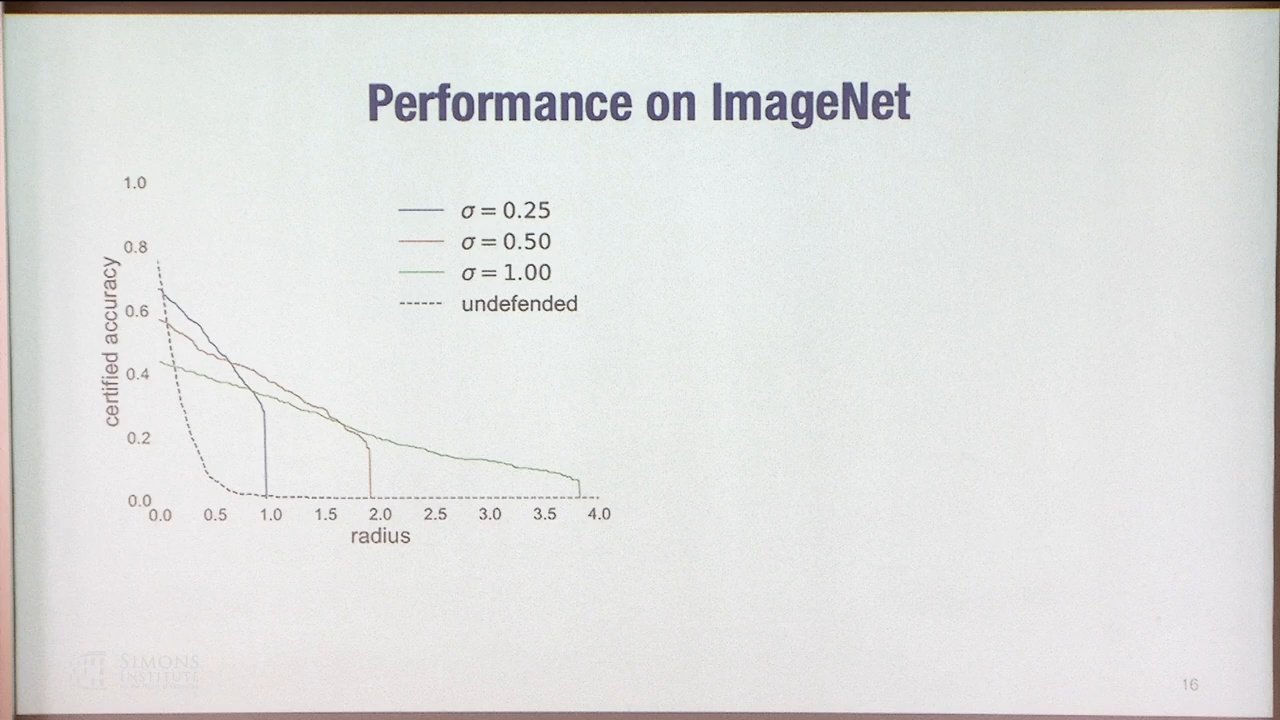 Performance on ImageNet
1.0
0.8
0.6
0.4
0.2
0.0
certified accuracy
σ = 0.25
σ = 0.50
σ = 1.00
undefended
0.0 0.5 1.0 1.5 2.0 2.5 3.0 3.5 4.0
radius
SIMONS
INSTITUTE
16